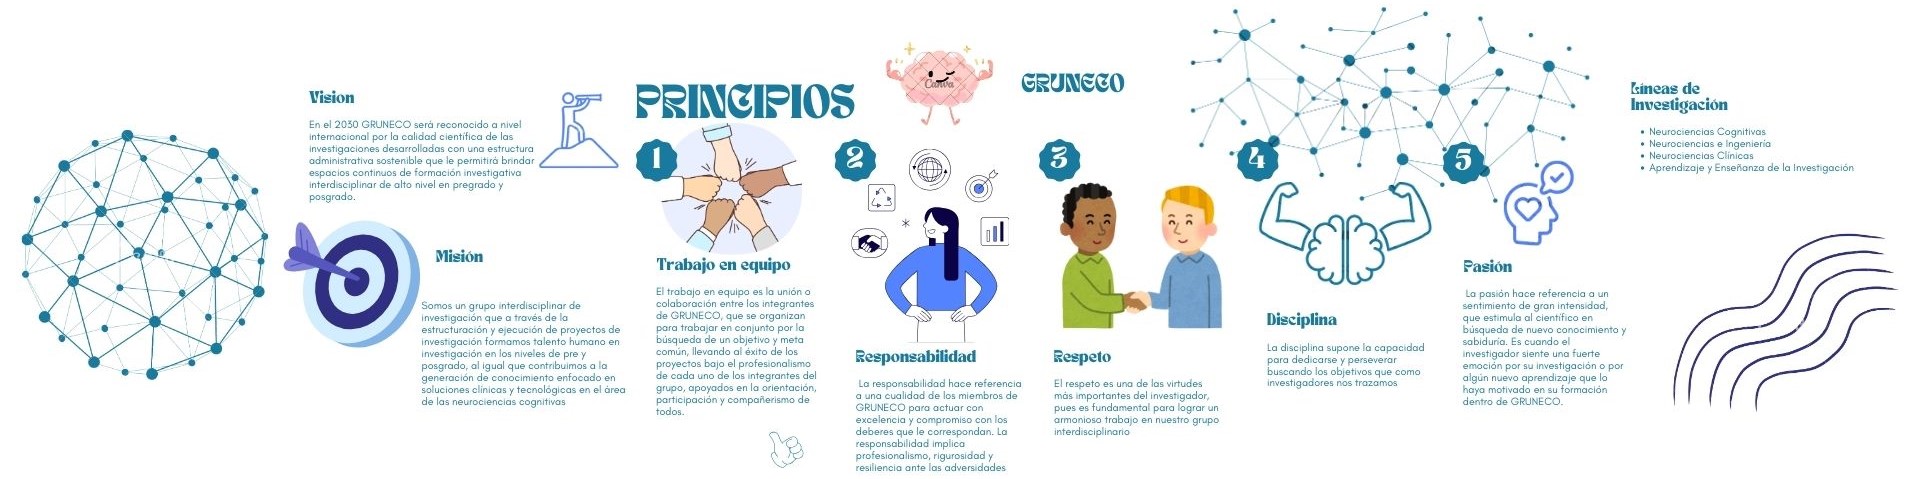 Vision
En el 2030 GRUNECO será reconocido a nivel
internacional por la calidad científica de las
investigaciones desarrolladas con una estructura
administrativa sostenible que le permitirá brindar
espacios continuos de formación investigativa
interdisciplinar de alto nivel en pregrado y
posgrado.
Misión
Somos un grupo interdisciplinar de
investigación que a través de la
estructuración y ejecución de proyectos de
investigación formamos talento humano en
investigación en los niveles de pre y
posgrado, al igual que contribuimos a la
generación de conocimiento enfocado en
soluciones clínicas y tecnológicas en el área
de las neurociencias cognitivas
PRINCIPIOS
Canva
GRUNECO
1
Trabajo en equipo
El trabajo en equipo es la unión o
colaboración entre los integrantes
de GRUNECO, que se organizan
para trabajar en conjunto por la
búsqueda de un objetivo y meta
común, llevando al éxito de los
proyectos bajo el profesionalismo
de cada uno de los integrantes del
grupo, apoyados en la orientación,
participación y compañerismo de
todos.
2
Responsabilidad
La responsabilidad hace referencia
a una cualidad de los miembros de
GRUNECO para actuar con
excelencia y compromiso con los
deberes que le correspondan. La
responsabilidad implica
profesionalismo, rigurosidad y
resiliencia ante las adversidades
3
Respeto
El respeto es una de las virtudes
más importantes del investigador,
pues es fundamental para lograr un
armonioso trabajo en nuestro grupo
interdisciplinario
4
Disciplina
La disciplina supone la capacidad
para dedicarse y perseverar
buscando los objetivos que como
investigadores nos trazamos
5
Pasión
La pasión hace referencia a un
sentimiento de gran intensidad,
que estimula al científico en
búsqueda de nuevo conocimiento y
sabiduría. Es cuando el
investigador siente una fuerte
emoción por su investigación o por
algún nuevo aprendizaje que lo
haya motivado en su formación
dentro de GRUNECO.
Líneas de
Investigación
• Neurociencias Cognitivas
• Neurociencias e Ingeniería
• Neurociencias Clínicas
• Aprendizaje y Enseñanza de la Investigación